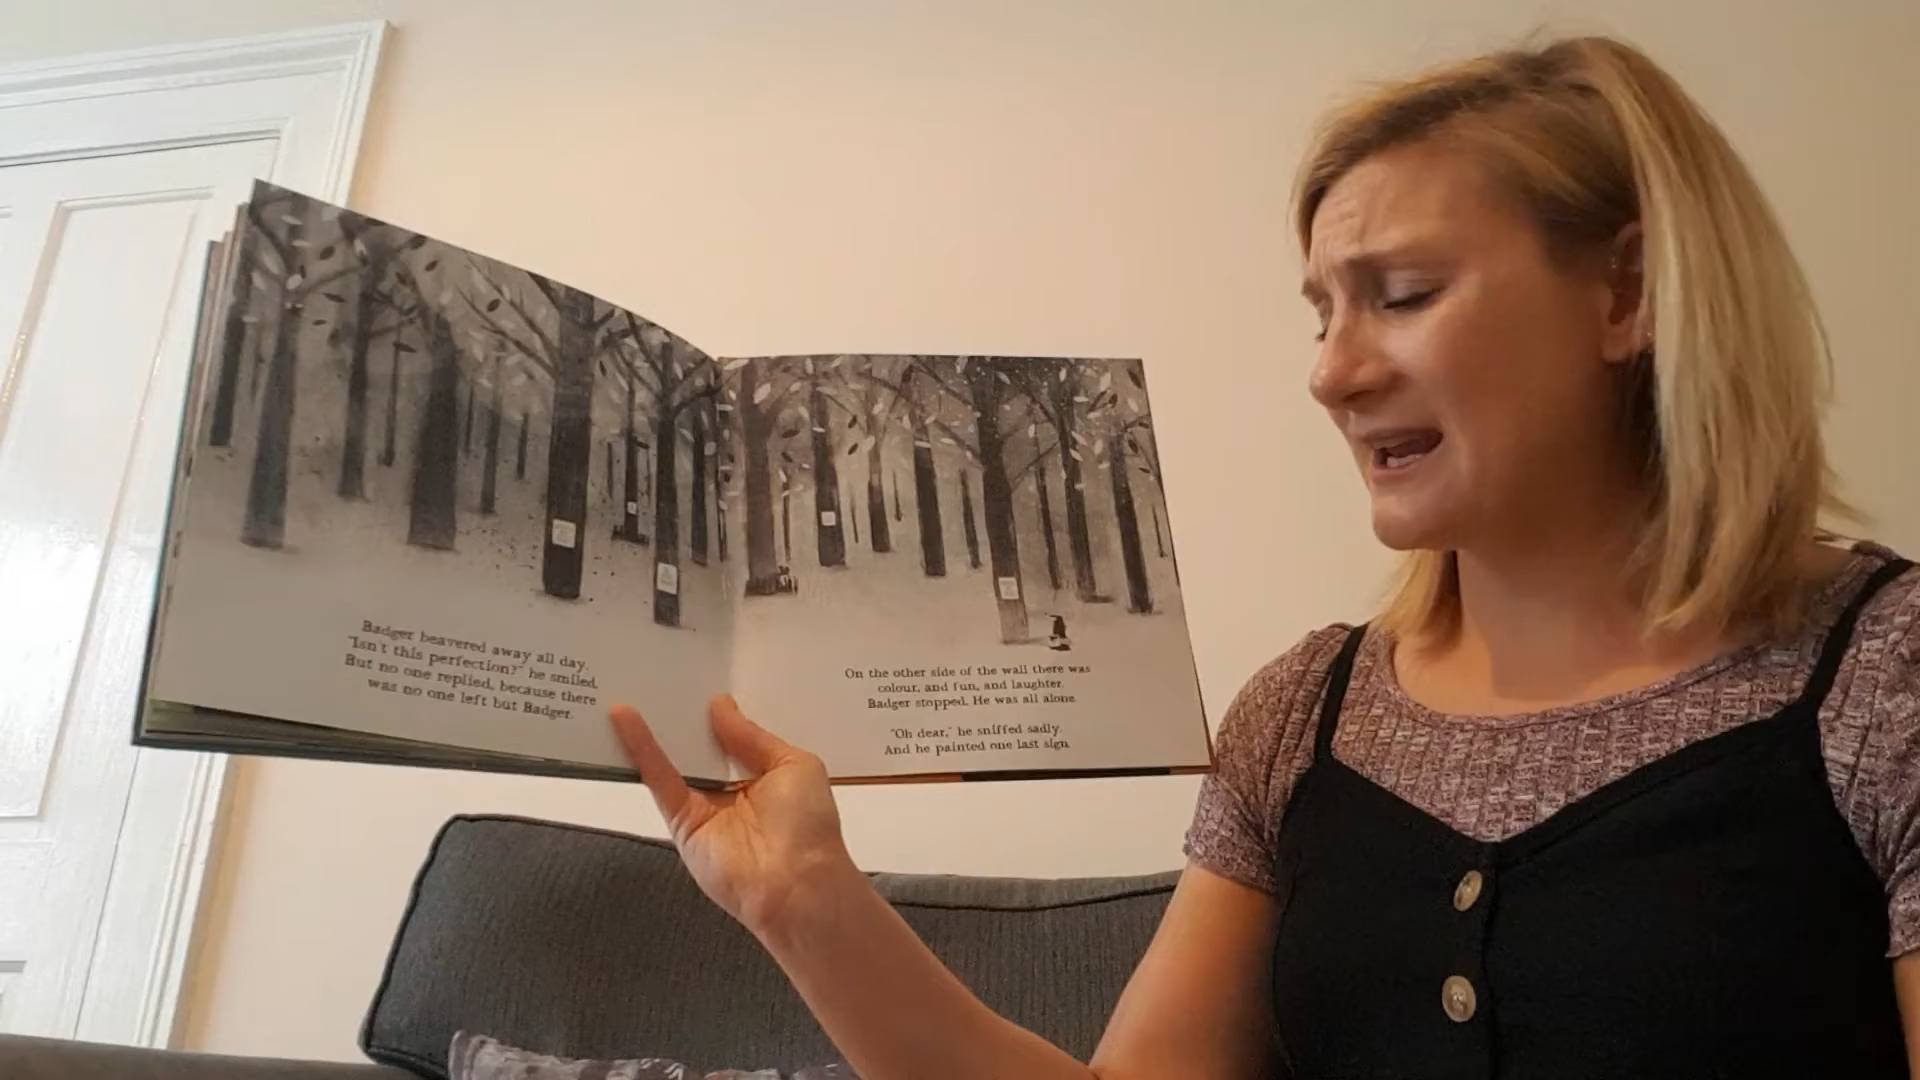 Badger beavered away all day.
"Isn't this perfection?" he smiled.
But no one replied, because there
was no one left but Badger.
On the other side of the wall there was
colour, and fun, and laughter.
Badger stopped. He was all alone.
"Oh dear," he sniffed sadly.
And he painted one last sign.